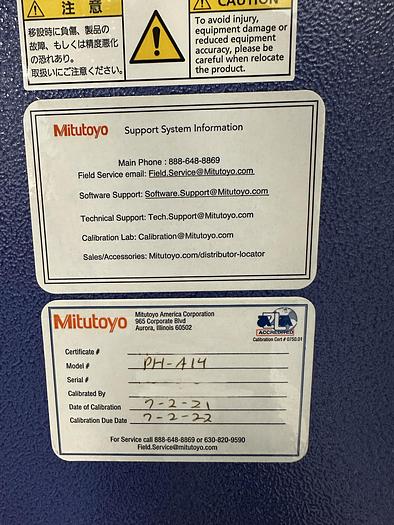 注 意
CAUTION
移設時に負傷、製品の
故障、もしくは精度悪化
の恐れあり。
取扱いにご注意ください。
To avoid injury,
equipment damage or
reduced equipment
accuracy, please be
careful when relocate
the product.
Mitutoyo Support System Information
Main Phone : 888-648-8869
Field Service email: Field.Service@Mitutoyo.com
Software Support: Software.Support@Mitutoyo.com
Technical Support: Tech.Support@Mitutoyo.com
Calibration Lab: Calibration@Mitutoyo.com
Sales/Accessories: Mitutoyo.com/distributor-locator
Mitutoyo
Mitutoyo America Corporation
965 Corporate Blvd
Aurora, Illinois 60502
A2LA
ACCREDITED
Calibration Cert # 0750.01
Certificate #
Model # PH-A14
Serial #
Calibrated By
Date of Calibration 7-2-21
Calibration Due Date 7-2-22
For Service call 888-648-8869 or 630-820-9590
Field.Service@mitutoyo.com